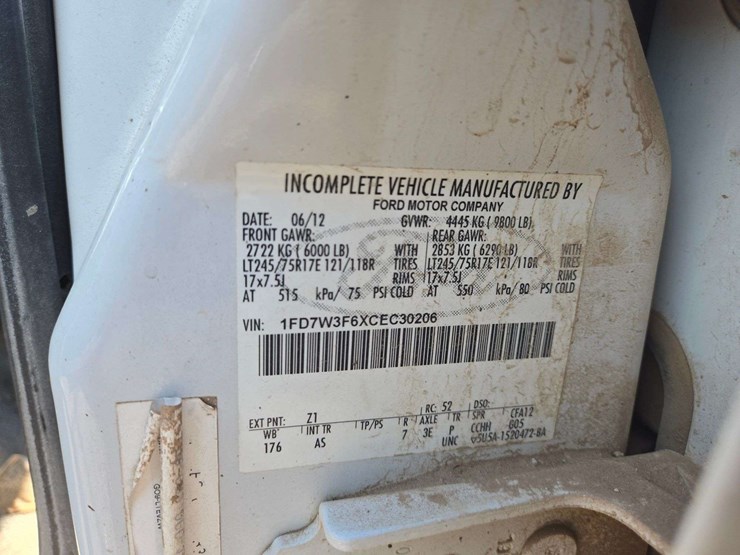 INCOMPLETE VEHICLE MANUFACTURED BY
FORD MOTOR COMPANY
DATE: 06/12 GVWR: 4445 KG ( 9800 LB)
FRONT GAWR: REAR GAWR:
2722 KG ( 6000 LB) WITH 2853 KG ( 6290 LB) WITH
LT245/75R17E 121/118R TIRES LT245/75R17E 121/118R TIRES
17x7.5J RIMS 17x7.5J RIMS
AT 515 kPa/ 75 PSI COLD AT 550 kPa/ 80 PSI COLD
VIN: 1FD7W3F6XCEC30206
EXT PNT: Z1 RC: 52 DSO:
WB INT TR TP/PS R AXLE TR SPR CFA12
176 AS 7 3E P CCHH G05
UNC 5U5A-1520472-BA